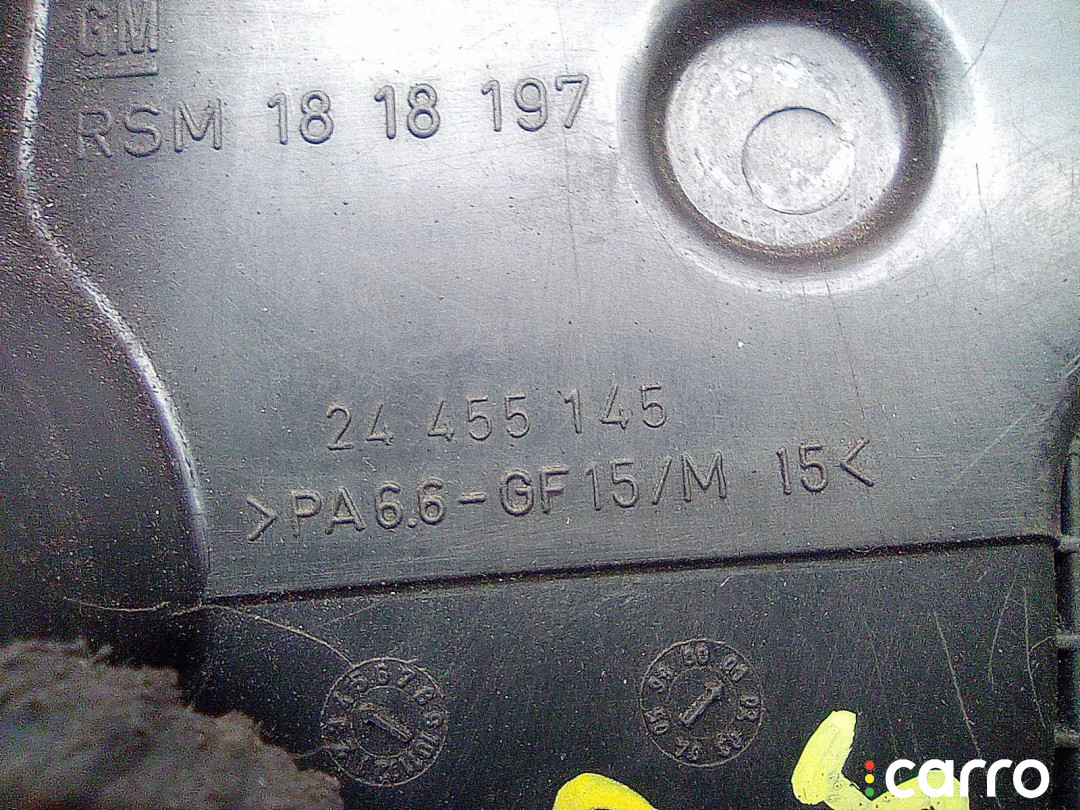 GM
RSM 18 18 197
24 455 145
>PA6.6-GF15/M 15<
carro